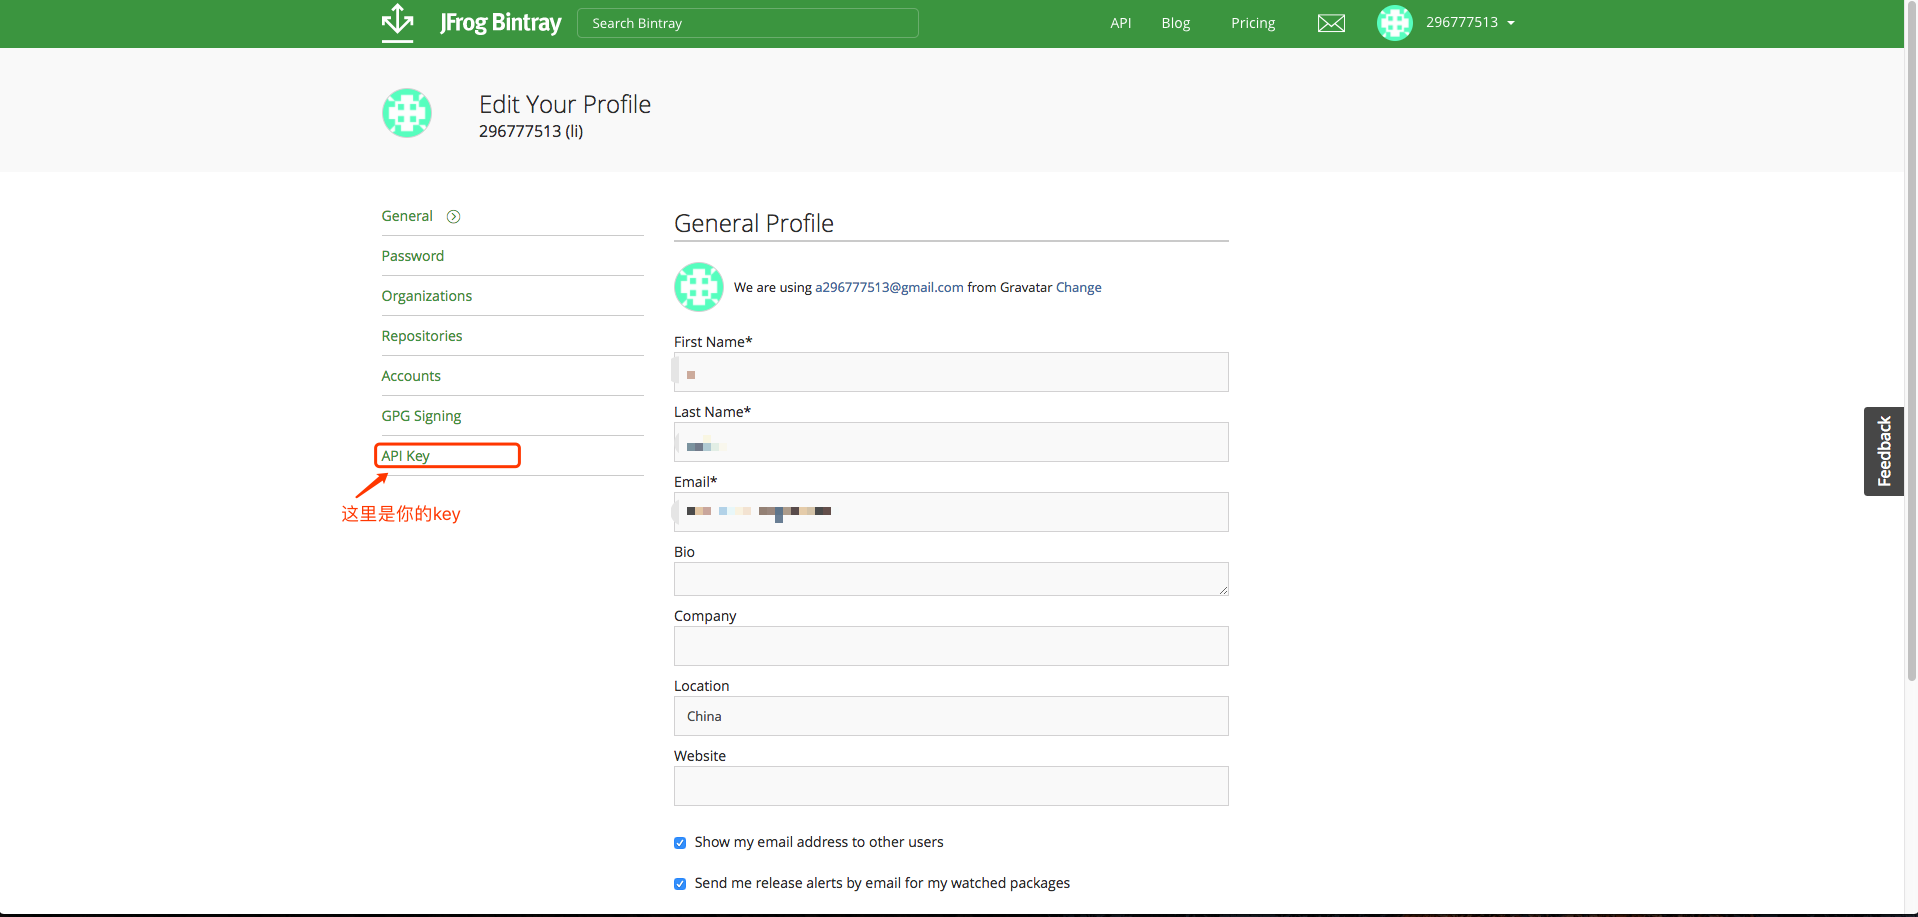 JFrog Bintray
Search Bintray
API
Blog
Pricing
296777513
Edit Your Profile
296777513 (li)
General
Password
Organizations
Repositories
Accounts
GPG Signing
API Key
这里是你的key
General Profile
We are using a296777513@gmail.com from Gravatar Change
First Name*
Last Name*
Email*
Bio
Company
Location
China
Website
Show my email address to other users
Send me release alerts by email for my watched packages
Feedback